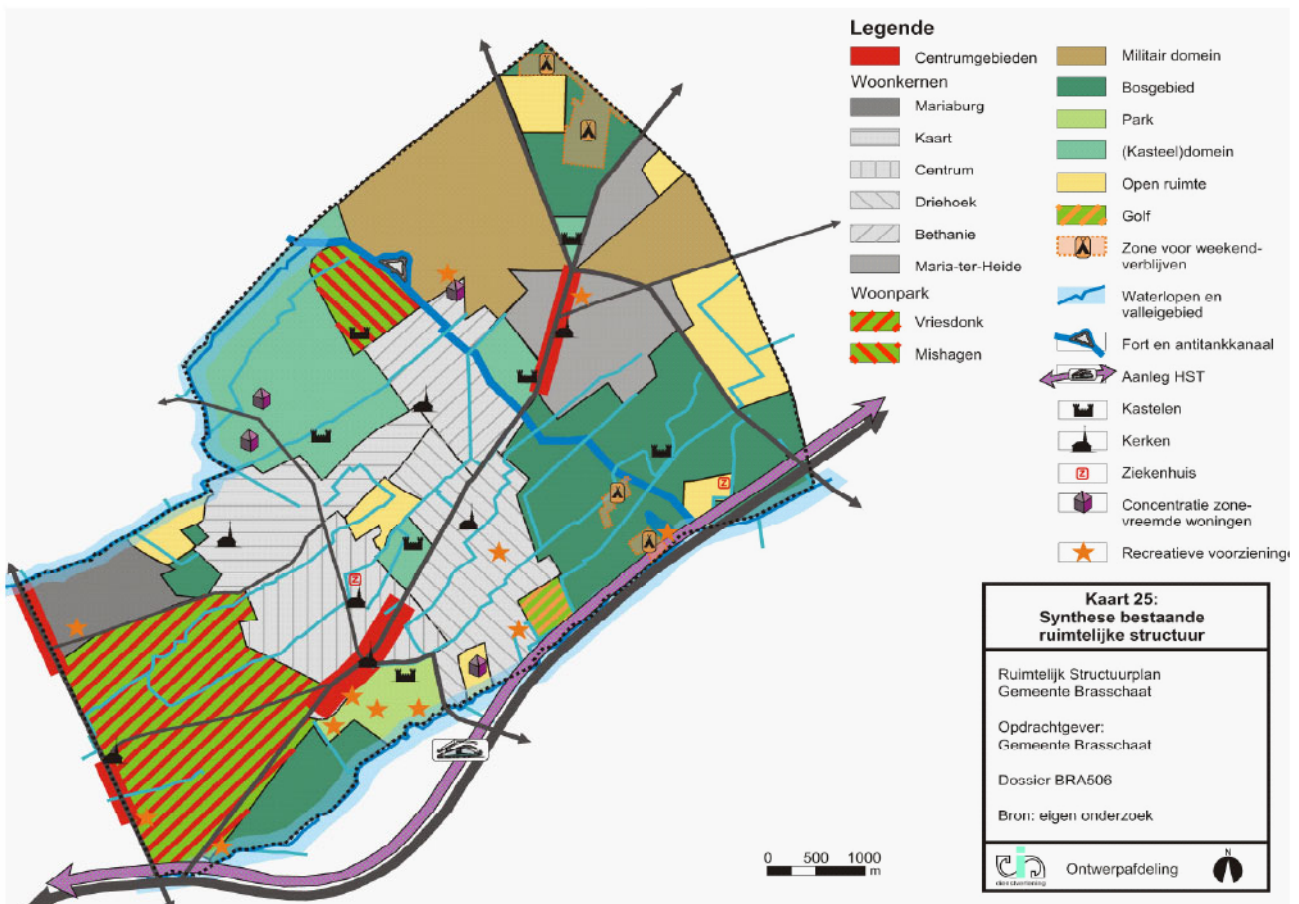 Legende
Centrumgebieden
Woonkernen
Mariaburg
Kaart
Centrum
Driehoek
Bethanie
Maria-ter-Heide
Woonpark
Vriesdonk
Mishagen
Militair domein
Bosgebied
Park
(Kasteel)domein
Open ruimte
Golf
Zone voor weekend-
verblijven
Waterlopen en
valleigebied
Fort en antitankkanaal
Aanleg HST
Kastelen
Kerken
Z
Ziekenhuis
Concentratie zone-
vreemde woningen
Recreatieve voorzieninge
Z
Z
0 500 1000
m
Kaart 25:
Synthese bestaande
ruimtelijke structuur
Ruimtelijk Structuurplan
Gemeente Brasschaat
Opdrachtgever:
Gemeente Brasschaat
Dossier BRA506
Bron: eigen onderzoek
Ontwerpafdeling
N